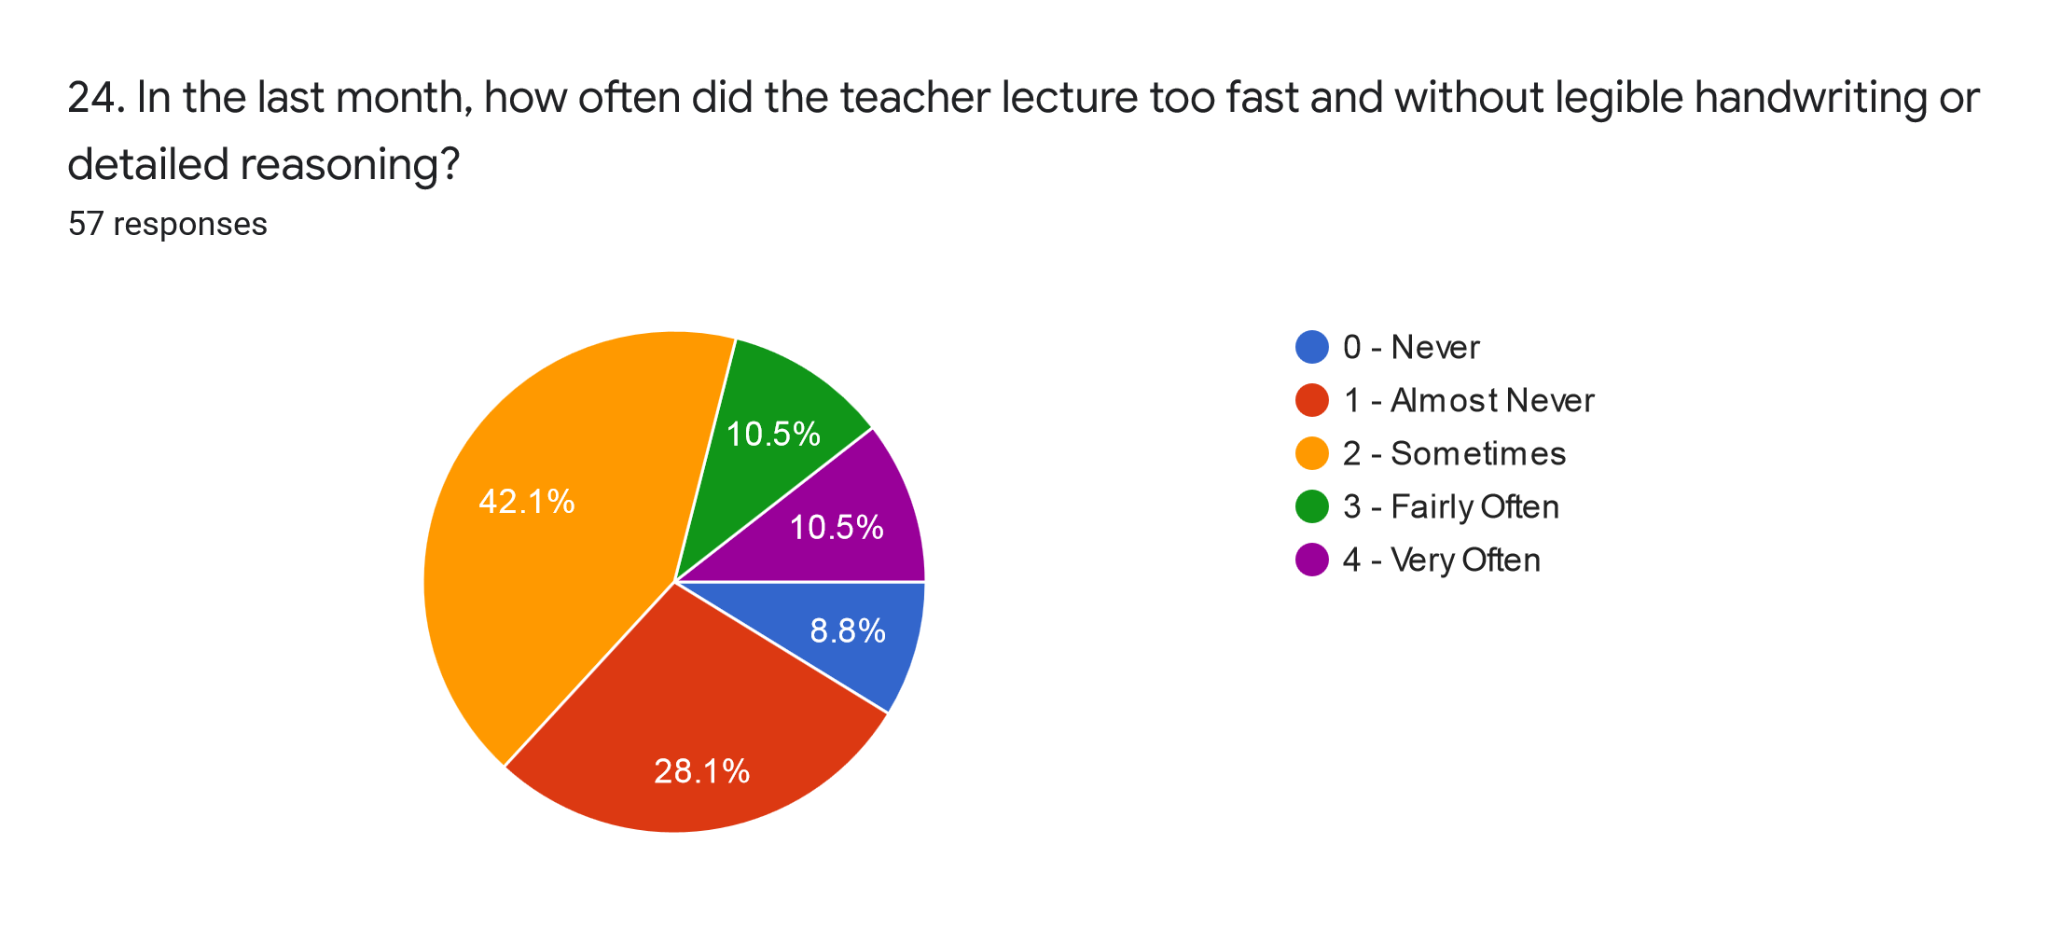 24. In the last month, how often did the teacher lecture too fast and without legible handwriting or
detailed reasoning?
57 responses
10.5%
42.1%
10.5%
8.8%
28.1%
0 - Never
1 - Almost Never
2 - Sometimes
3 - Fairly Often
4 - Very Often